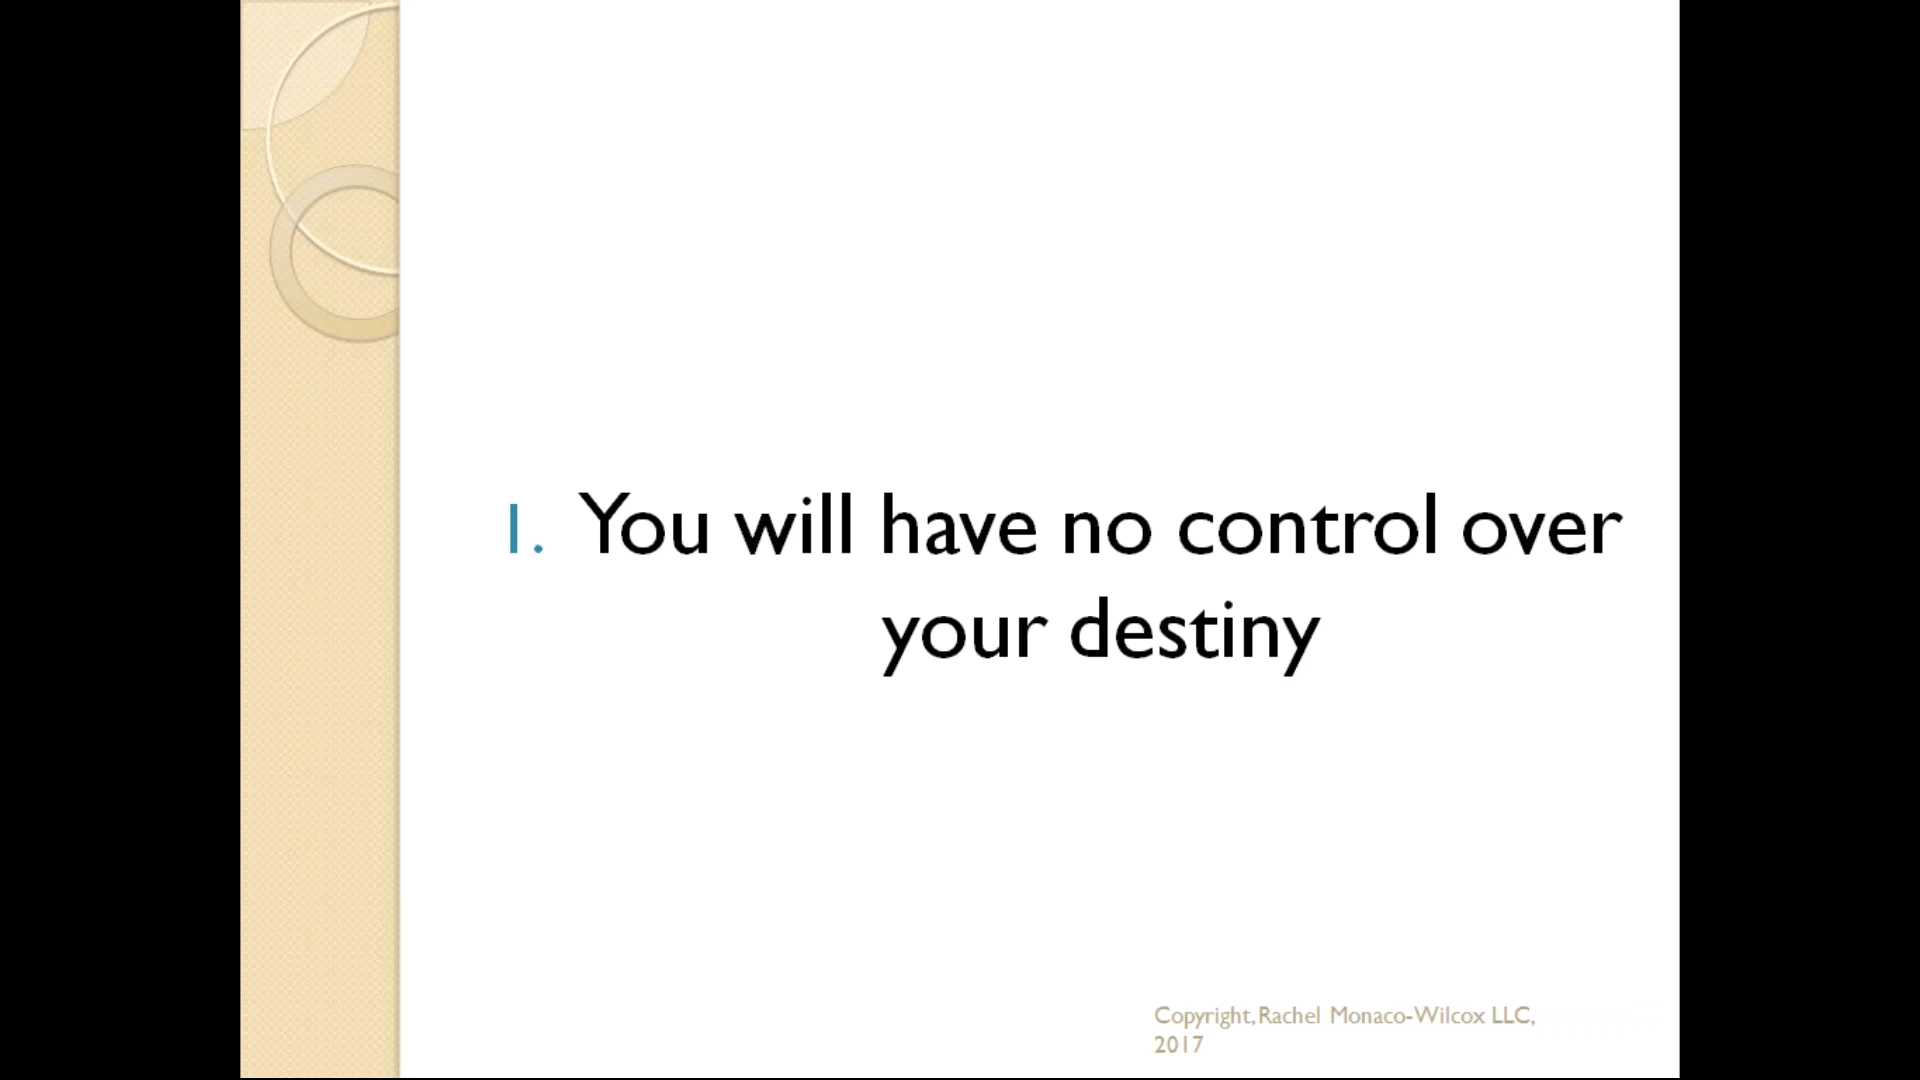 1. You will have no control over
your destiny
Copyright, Rachel Monaco-Wilcox LLC,
2017